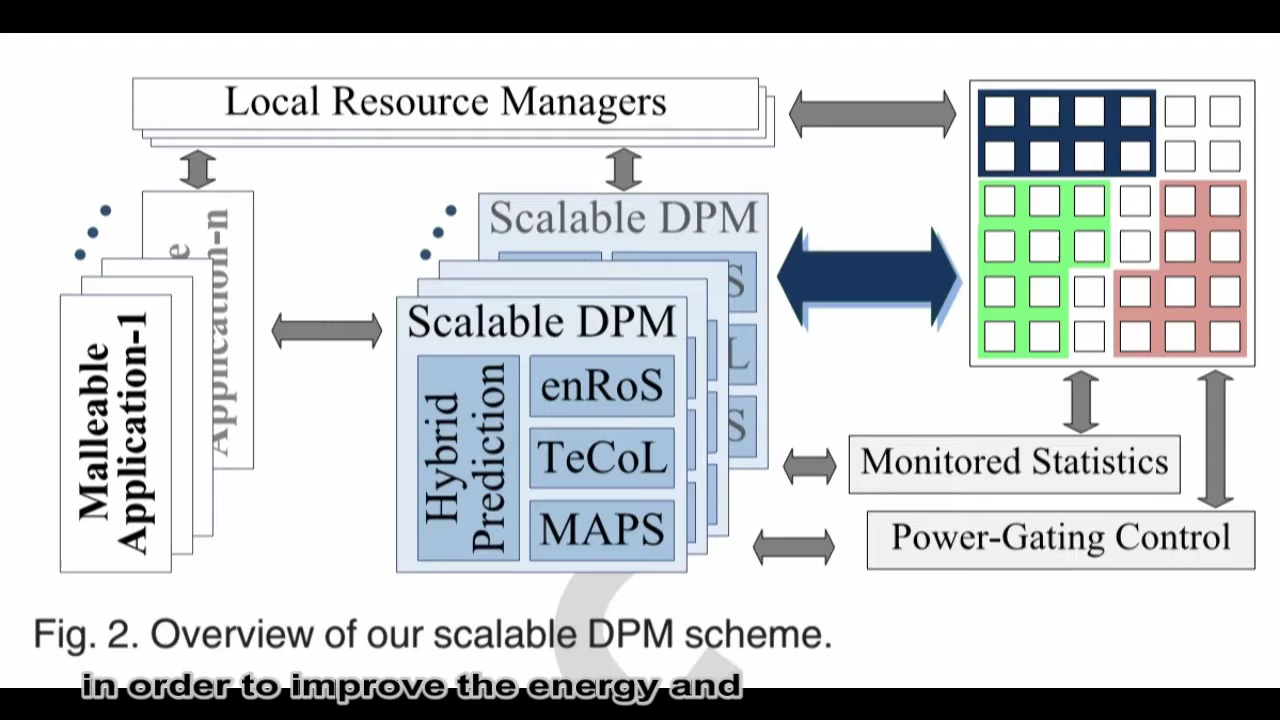 Local Resource Managers
Application-n
Malleable
Application-1
Scalable DPM
S
L
S
Scalable DPM
Hybrid
Prediction
enRoS
TeCoL
MAPS
Monitored Statistics
Power-Gating Control
Fig. 2. Overview of our scalable DPM scheme.
in order to improve the energy and